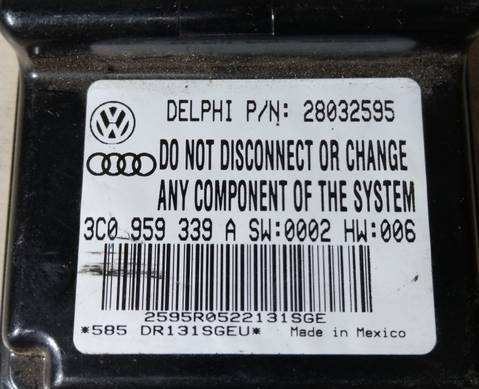 DELPHI P/N: 28032595
DO NOT DISCONNECT OR CHANGE
ANY COMPONENT OF THE SYSTEM
3C0 959 339 A SW:0002 HW:006
2595R0522131SGE
*585 DR131SGEU* Made in Mexico